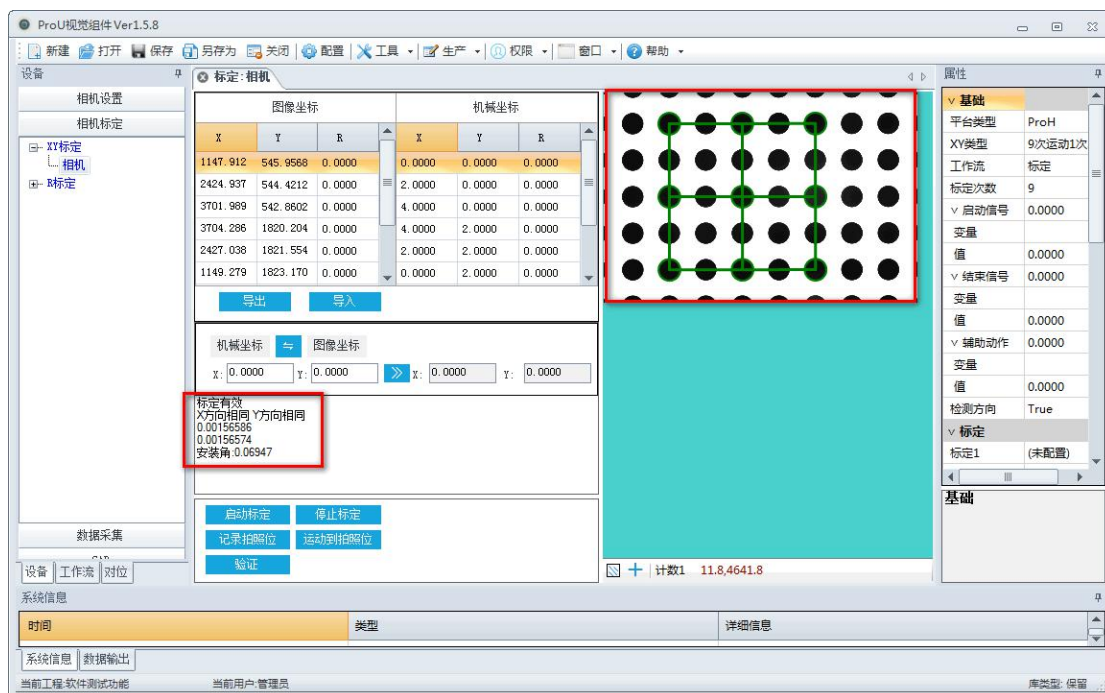 ProU视觉组件 Ver1.5.8
新建 打开 保存 另存为 关闭 配置 工具 生产 权限 窗口 帮助
设备
相机设置
相机标定
XY标定
相机
R标定
数据采集
设备 工作流 对位
标定:相机
图像坐标 机械坐标
X Y R X Y R
1147.912 545.9568 0.0000 0.0000 0.0000 0.0000
2424.937 544.4212 0.0000 2.0000 0.0000 0.0000
3701.989 542.8602 0.0000 4.0000 0.0000 0.0000
3704.286 1820.204 0.0000 4.0000 2.0000 0.0000
2427.038 1821.554 0.0000 2.0000 2.0000 0.0000
1149.279 1823.170 0.0000 0.0000 2.0000 0.0000
导出 导入
机械坐标 图像坐标
X: 0.0000 Y: 0.0000 X: 0.0000 Y: 0.0000
标定有效
X方向相同 Y方向相同
0.00156586
0.00156574
安装角:0.06947
启动标定 停止标定
记录拍照位 运动到拍照位
验证
计数1 11.8,4641.8
属性
基础
平台类型 ProH
XY类型 9次运动1次
工作流 标定
标定次数 9
启动信号 0.0000
变量
值 0.0000
结束信号 0.0000
变量
值 0.0000
辅助动作 0.0000
变量
值 0.0000
检测方向 True
标定
标定1 (未配置)
基础
系统信息
时间 类型 详细信息
系统信息 数据输出
当前工程:软件测试功能 当前用户:管理员 库类型: 保留